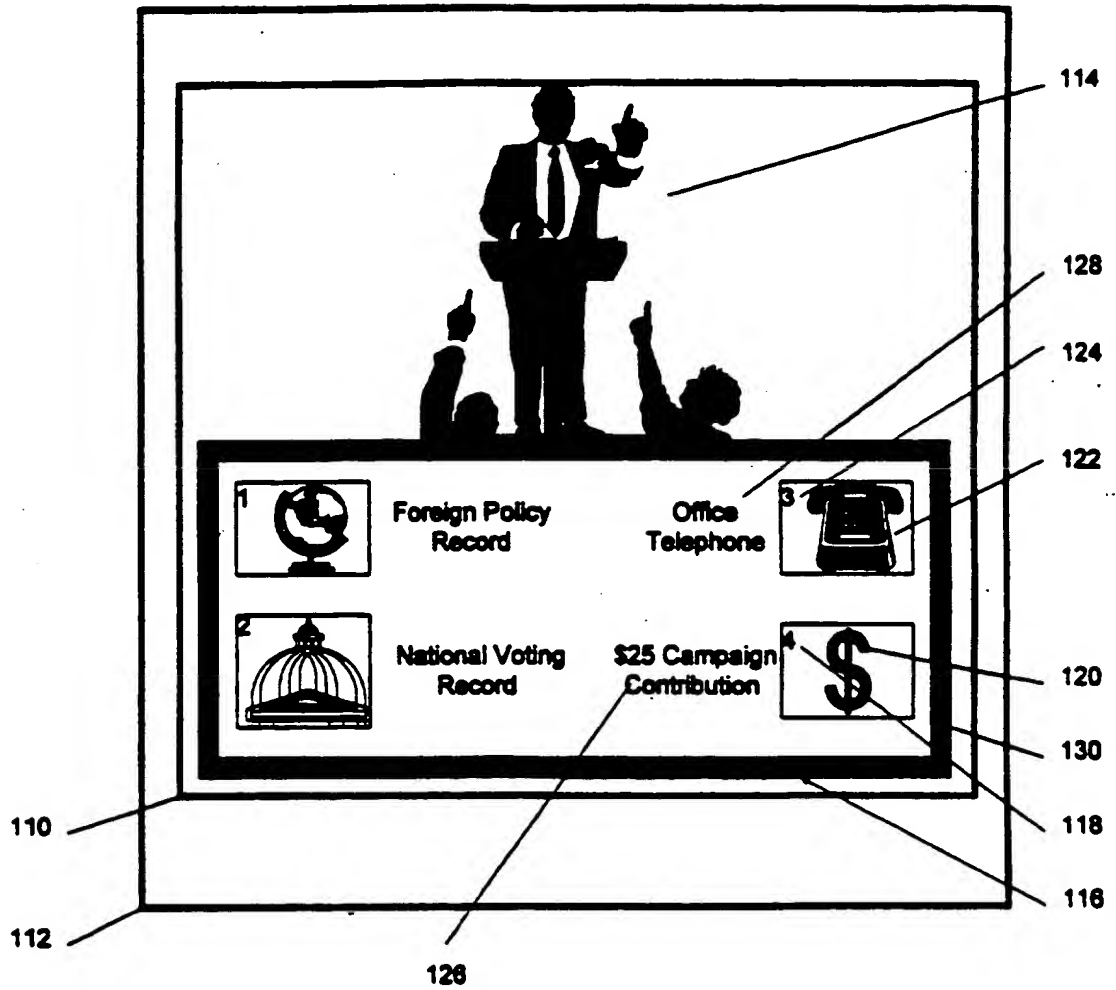 114
128
124
122
1
Foreign Policy
Record
Office
Telephone
3
2
National Voting
Record
$25 Campaign
Contribution
4
$
120
130
118
116
110
112
126